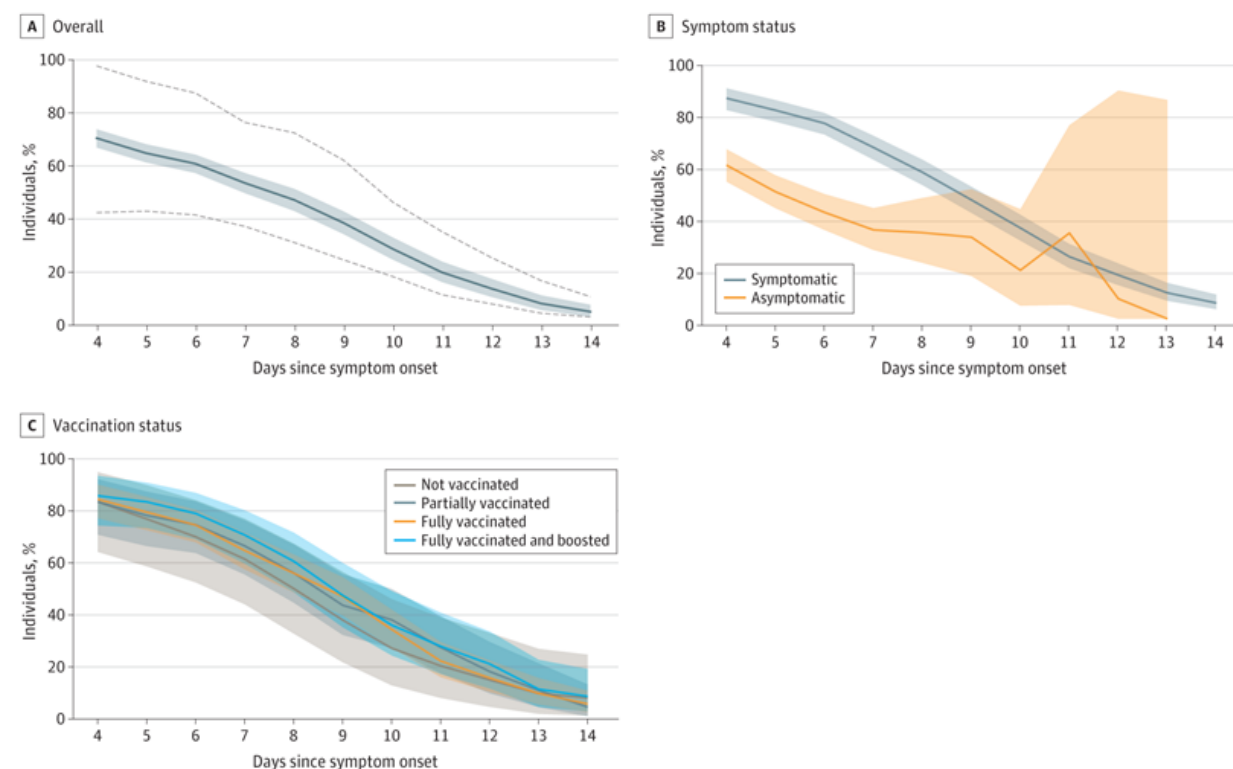 A Overall
100
80
60
40
20
0
Individuals, %
4 5 6 7 8 9 10 11 12 13 14
Days since symptom onset
B Symptom status
100
80
60
40
20
0
Individuals, %
Symptomatic
Asymptomatic
4 5 6 7 8 9 10 11 12 13 14
Days since symptom onset
C Vaccination status
100
80
60
40
20
0
Individuals, %
Not vaccinated
Partially vaccinated
Fully vaccinated
Fully vaccinated and boosted
4 5 6 7 8 9 10 11 12 13 14
Days since symptom onset